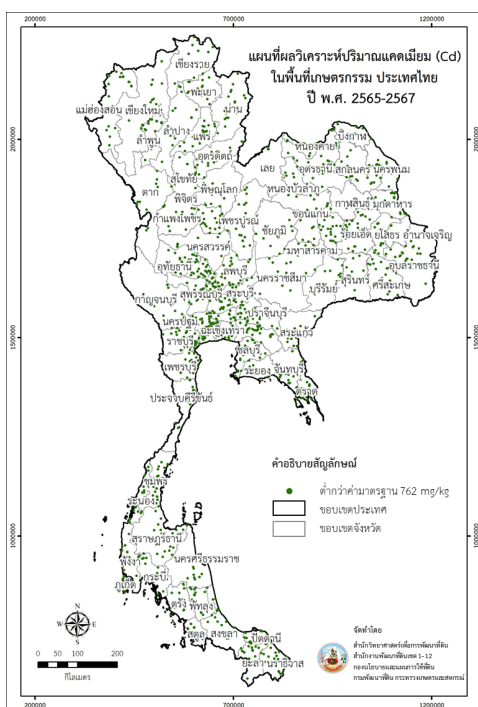 200000 700000 1200000
แผนที่ผลวิเคราะห์ปริมาณแคดเมียม (Cd)
ในพื้นที่เกษตรกรรม ประเทศไทย
ปี พ.ศ. 2565-2567
เชียงราย
พะเยา
แม่ฮ่องสอน เชียงใหม่ น่าน
ลำปาง แพร่
ลำพูน
อุตรดิตถ์
2000000 2000000
บึงกาฬ
หนองคาย
เลย อุดรธานี สกลนคร นครพนม
สุโขทัย
ตาก พิษณุโลก หนองบัวลำภู
พิจิตร กาฬสินธุ์ มุกดาหาร
กำแพงเพชร เพชรบูรณ์ ขอนแก่น
ชัยภูมิ ร้อยเอ็ด ยโสธร อำนาจเจริญ
นครสวรรค์ มหาสารคาม
อุทัยธานี ลพบุรี อุบลราชธานี
นครราชสีมา สุรินทร์ ศรีสะเกษ
สุพรรณบุรี สระบุรี บุรีรัมย์
กาญจนบุรี ปราจีนบุรี
นครปฐม ฉะเชิงเทรา สระแก้ว
1500000 1500000
ราชบุรี ชลบุรี
เพชรบุรี ระยอง จันทบุรี
ตราด
ประจวบคีรีขันธ์
คำอธิบายสัญลักษณ์
ต่ำกว่าค่ามาตรฐาน 762 mg/kg
ขอบเขตประเทศ
ขอบเขตจังหวัด
ชุมพร
ระนอง
1000000 1000000
สุราษฎร์ธานี
พังงา นครศรีธรรมราช
กระบี่
ภูเก็ต
ตรัง พัทลุง
สตูล สงขลา ปัตตานี
ยะลา นราธิวาส
N
W E
S
0 50 100 200
กิโลเมตร
จัดทำโดย
สำนักวิทยาศาสตร์เพื่อการพัฒนาที่ดิน
สำนักงานพัฒนาที่ดินเขต 1-12
กองนโยบายและแผนการใช้ที่ดิน
กรมพัฒนาที่ดิน กระทรวงเกษตรและสหกรณ์
200000 700000 1200000